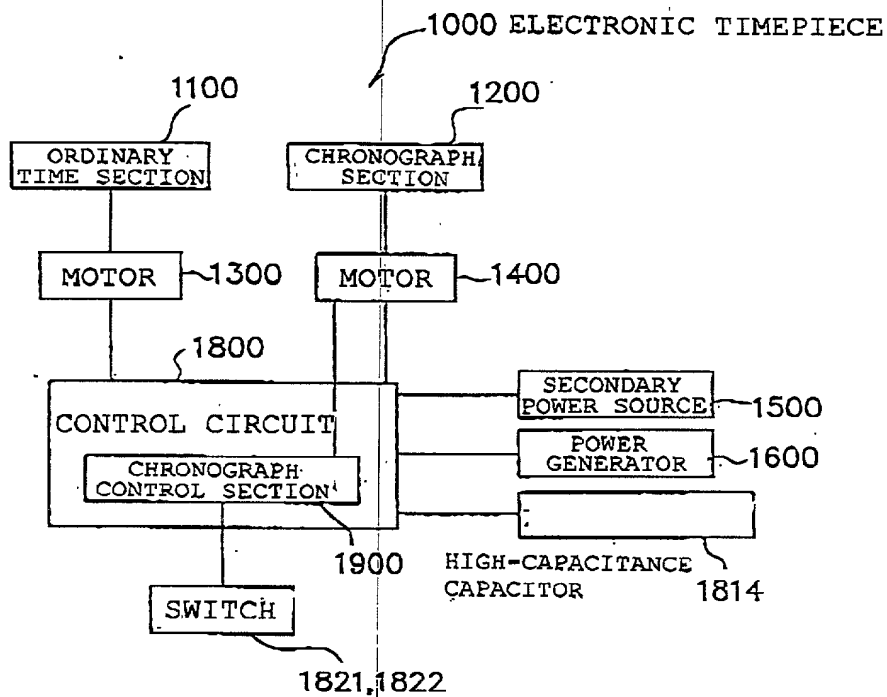 1000 ELECTRONIC TIMEPIECE
1100
1200
ORDINARY
TIME SECTION
CHRONOGRAPH
SECTION
MOTOR
1300
MOTOR
1400
1800
CONTROL CIRCUIT
CHRONOGRAPH
CONTROL SECTION
1900
SECONDARY
POWER SOURCE
1500
POWER
GENERATOR
1600
HIGH-CAPACITANCE
CAPACITOR
1814
SWITCH
1821,1822